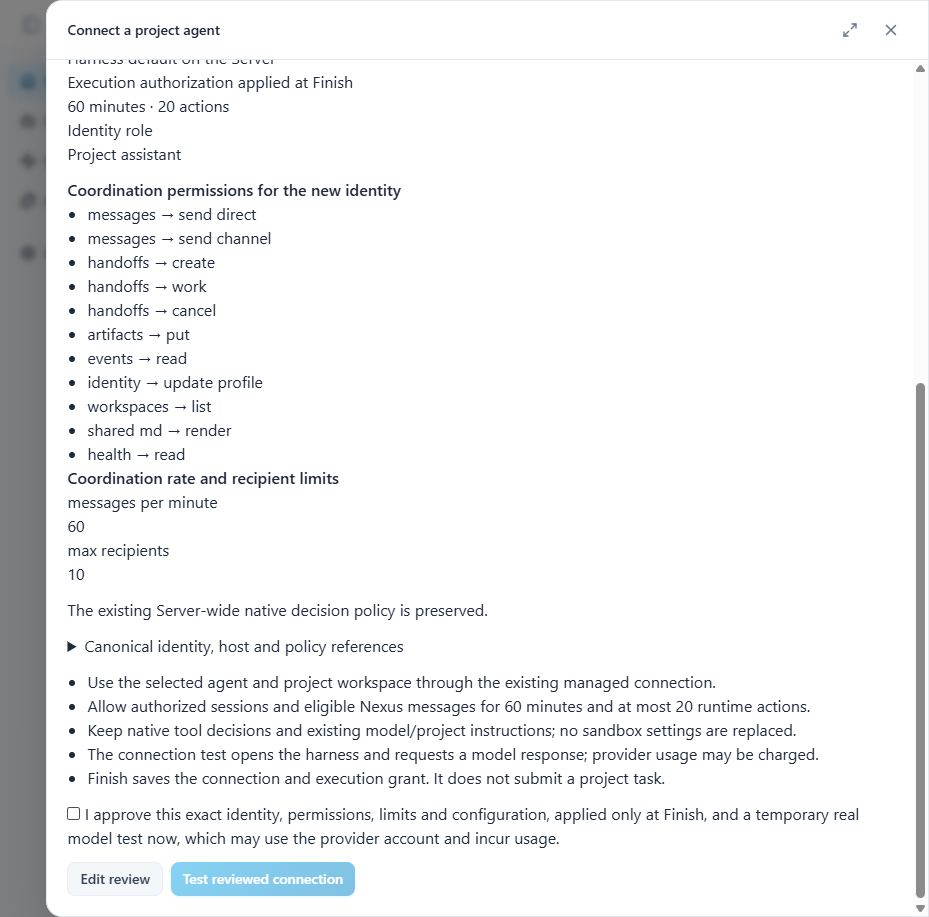 Connect a project agent
Harness default on the Server
Execution authorization applied at Finish
60 minutes · 20 actions
Identity role
Project assistant
Coordination permissions for the new identity
• messages → send direct
• messages → send channel
• handoffs → create
• handoffs → work
• handoffs → cancel
• artifacts → put
• events → read
• identity → update profile
• workspaces → list
• shared md → render
• health → read
Coordination rate and recipient limits
messages per minute
60
max recipients
10
The existing Server-wide native decision policy is preserved.
▶ Canonical identity, host and policy references
• Use the selected agent and project workspace through the existing managed connection.
• Allow authorized sessions and eligible Nexus messages for 60 minutes and at most 20 runtime actions.
• Keep native tool decisions and existing model/project instructions; no sandbox settings are replaced.
• The connection test opens the harness and requests a model response; provider usage may be charged.
• Finish saves the connection and execution grant. It does not submit a project task.
I approve this exact identity, permissions, limits and configuration, applied only at Finish, and a temporary real
model test now, which may use the provider account and incur usage.
Edit review
Test reviewed connection